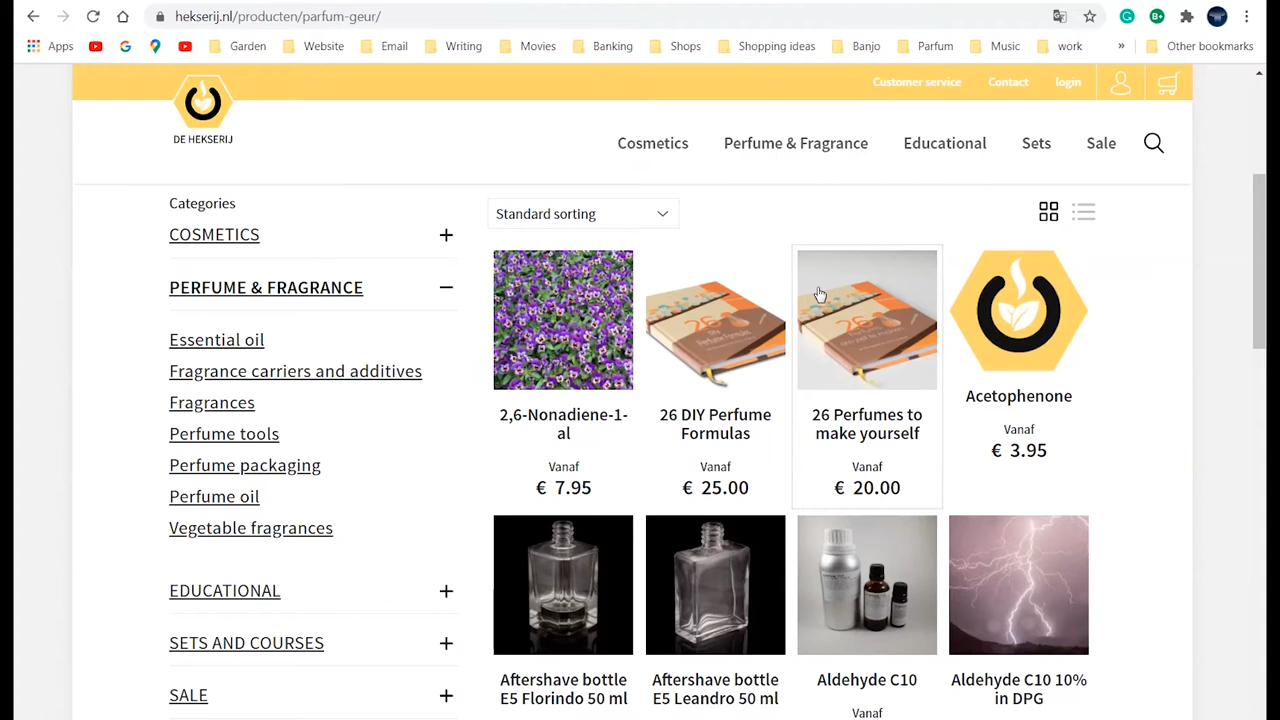 hekserij.nl/producten/parfum-geur/
Apps Garden Website Email Writing Movies Banking Shops Shopping ideas Banjo Parfum Music work » Other bookmarks
Customer service Contact login
DE HEKSERIJ
Cosmetics Perfume & Fragrance Educational Sets Sale
Categories
COSMETICS +
PERFUME & FRAGRANCE −
Essential oil
Fragrance carriers and additives
Fragrances
Perfume tools
Perfume packaging
Perfume oil
Vegetable fragrances
EDUCATIONAL +
SETS AND COURSES +
SALE +
Standard sorting
2,6-Nonadiene-1-
al
Vanaf
€ 7.95
26 DIY Perfume
Formulas
Vanaf
€ 25.00
26 Perfumes to
make yourself
Vanaf
€ 20.00
Acetophenone
Vanaf
€ 3.95
Aftershave bottle
E5 Florindo 50 ml
Aftershave bottle
E5 Leandro 50 ml
Aldehyde C10
Vanaf
Aldehyde C10 10%
in DPG